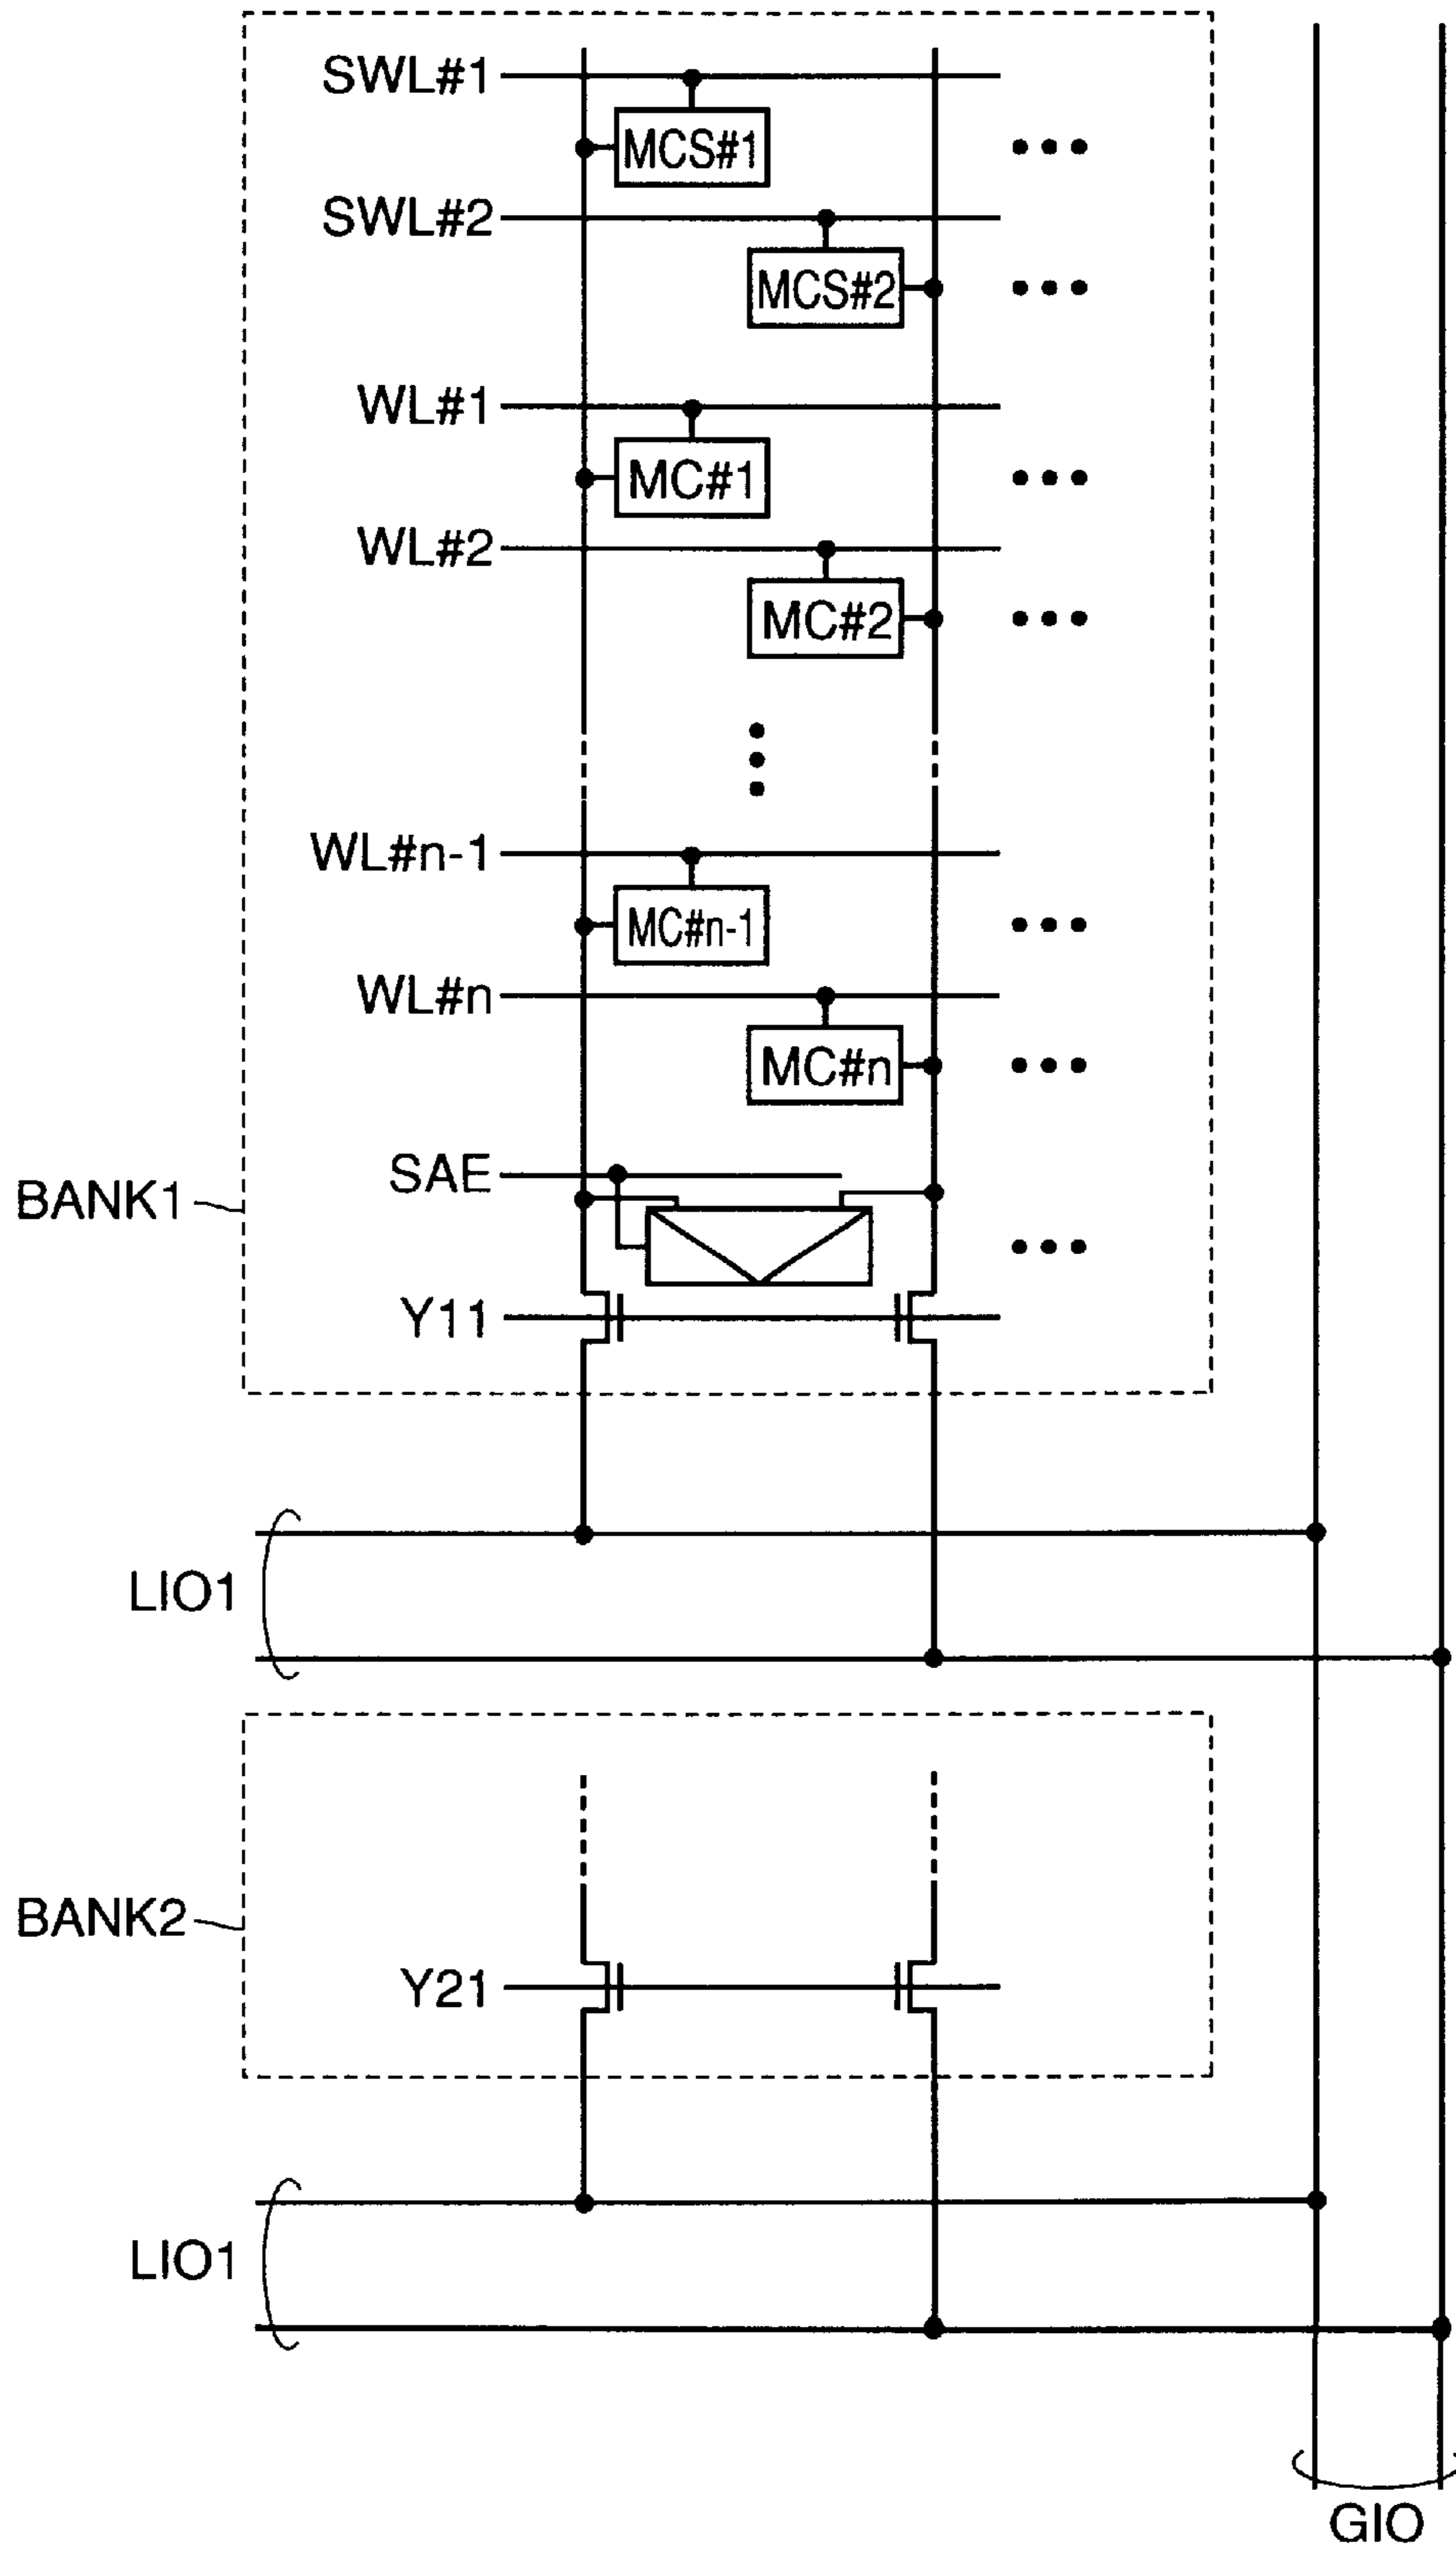 SWL#1
MCS#1
SWL#2
MCS#2
WL#1
MC#1
WL#2
MC#2
WL#n-1
MC#n-1
WL#n
MC#n
SAE
BANK1
Y11
LIO1
BANK2
Y21
LIO1
GIO